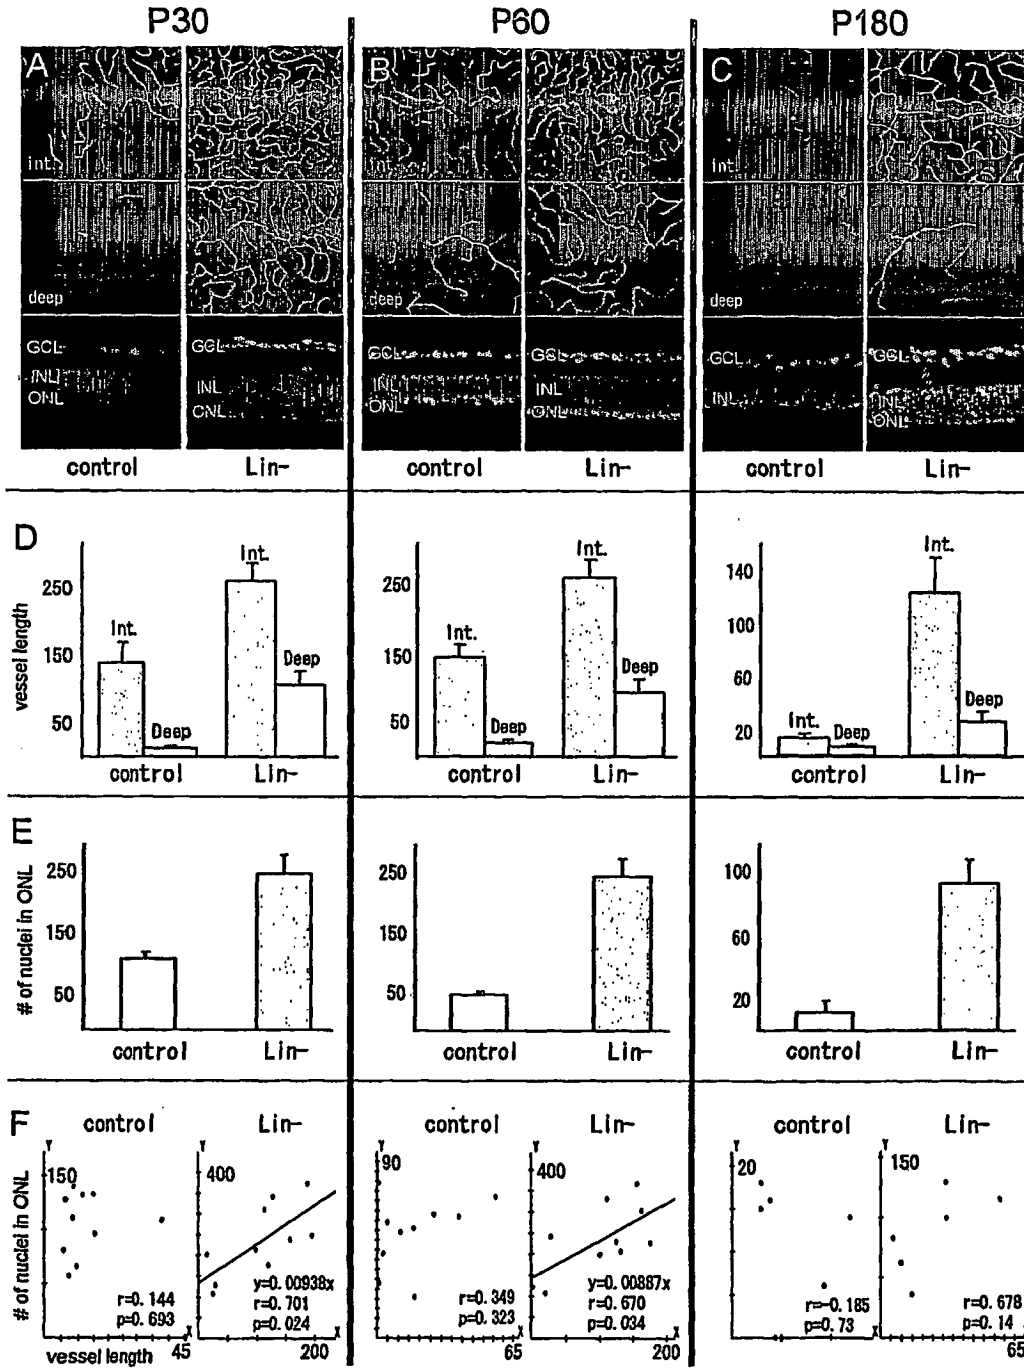 P30 P60 P180
A B C
int int int
deep deep deep
GCL GCL GCL GCL GCL GCL
INL INL INL INL INL INL
ONL ONL ONL ONL ONL
control Lin- control Lin- control Lin-
D
vessel length
250
150
50
Int.
Deep
Int.
Deep
control Lin-
250
150
50
Int.
Deep
Int.
Deep
control Lin-
140
100
60
20
Int.
Deep
Int.
Deep
control Lin-
E
# of nuclei in ONL
250
150
50
control Lin-
250
150
50
control Lin-
100
60
20
control Lin-
F
# of nuclei in ONL
control Lin- control Lin- control Lin-
Y
150
r=0.144
p=0.693
X
45
vessel length
Y
400
y=0.00938x
r=0.701
p=0.024
X
200
Y
90
r=0.349
p=0.323
X
65
Y
400
y=0.00887x
r=0.670
p=0.034
X
200
Y
20
r=-0.185
p=0.73
X
Y
150
r=0.678
p=0.14
X
65